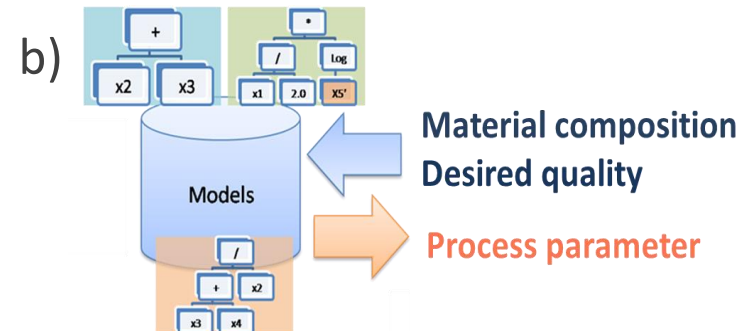 b)
+
x2 x3
*
/ Log
x1 2.0 X5'
Material composition
Desired quality
Models
Process parameter
/
+ x2
x3 x4